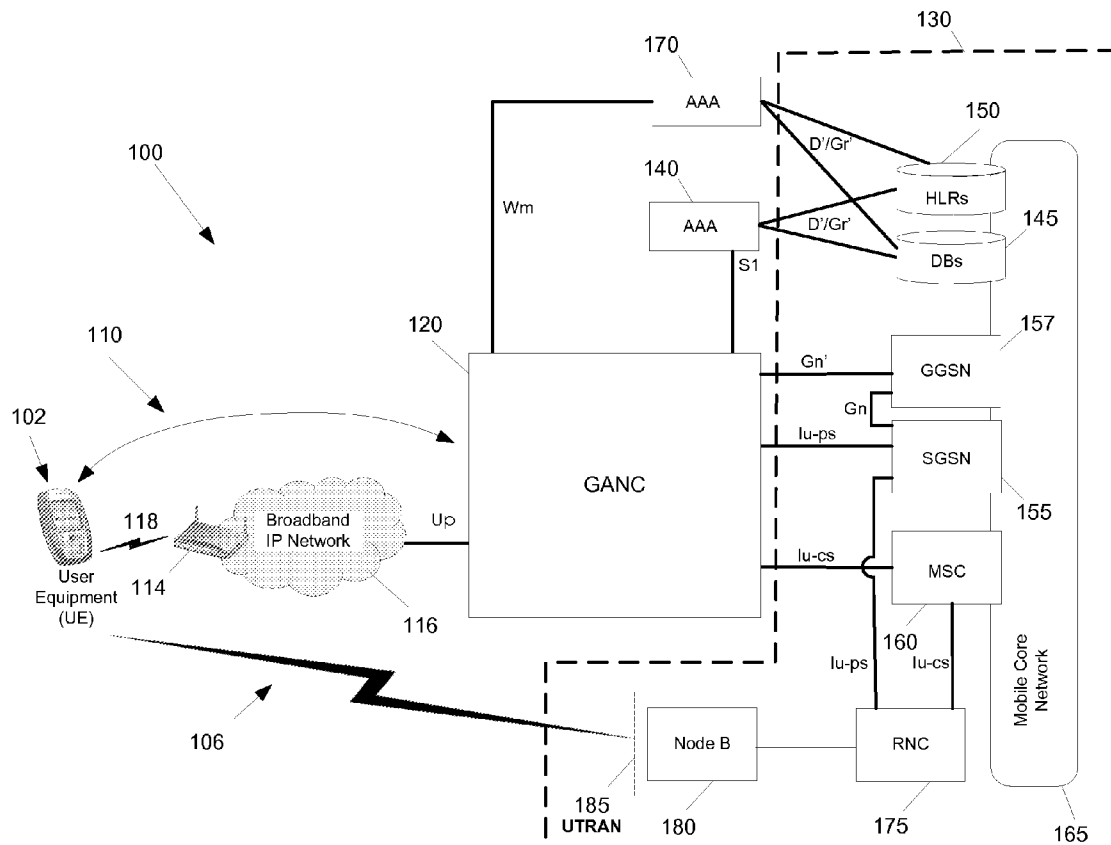 130
170
AAA
150
100
D'/Gr'
140
HLRs
Wm
145
AAA
D'/Gr'
DBs
S1
120
157
110
Gn'
GGSN
Gn
102
Iu-ps
SGSN
GANC
118
Broadband
IP Network
Up
155
User
Equipment
(UE)
114
Iu-cs
MSC
116
160
Iu-ps
Iu-cs
Mobile Core
Network
106
Node B
RNC
185
UTRAN
180
175
165